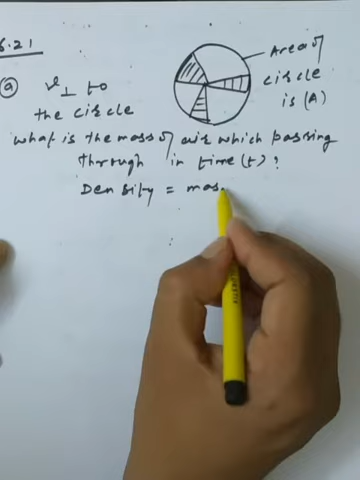 6.21
Area of
circle
is (A)
(a) v⊥ to
the circle
what is the mass of air which passing
through in time (t) ?
Density = mas